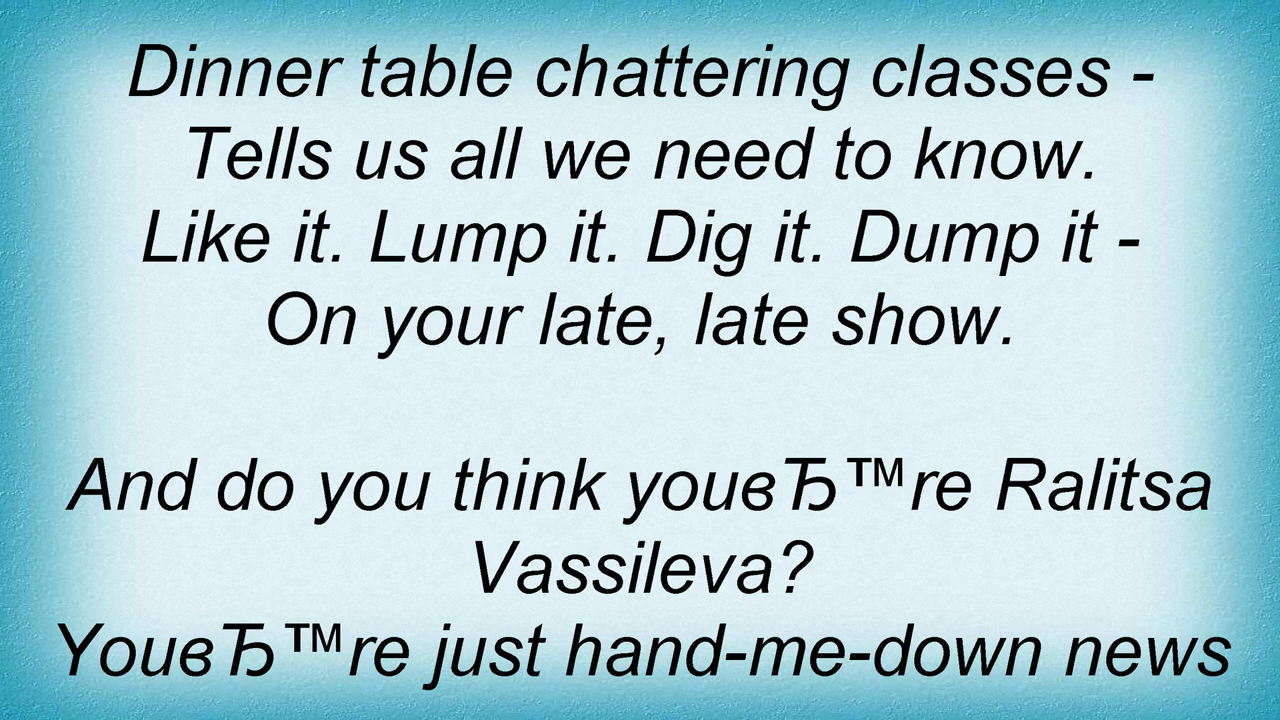 Dinner table chattering classes -
Tells us all we need to know.
Like it. Lump it. Dig it. Dump it -
On your late, late show.
And do you think youвЂ™re Ralitsa
Vassileva?
YouвЂ™re just hand-me-down news